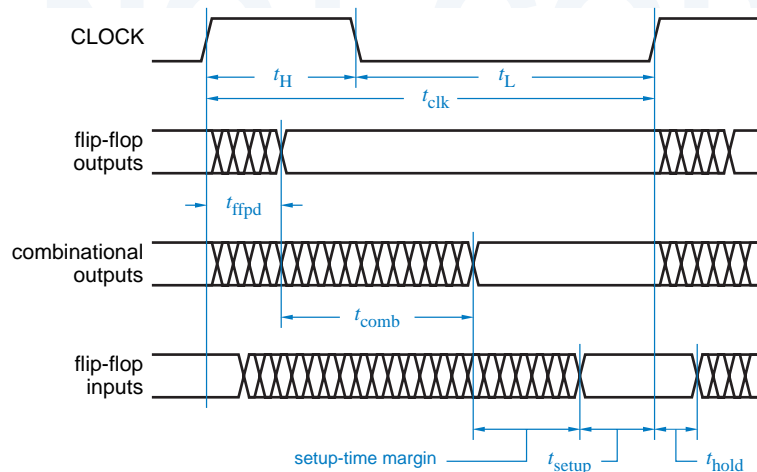 CLOCK
tH
tL
tclk
flip-flop
outputs
tffpd
combinational
outputs
tcomb
flip-flop
inputs
setup-time margin
tsetup
thold